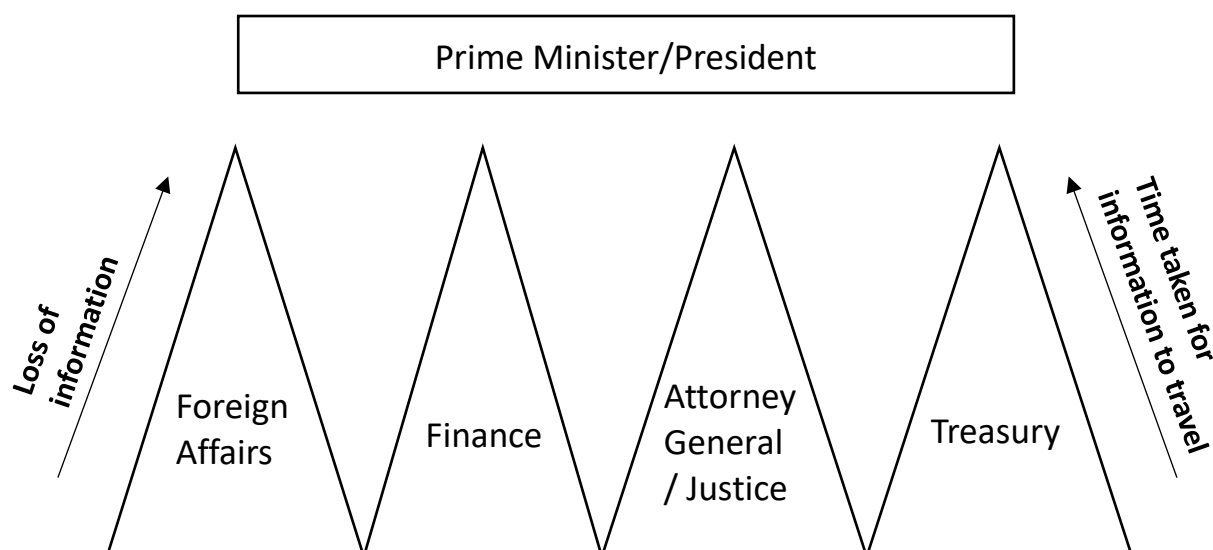 Prime Minister/President
Loss of
information
Time taken for
information to travel
Foreign
Affairs
Finance
Attorney
General
/ Justice
Treasury